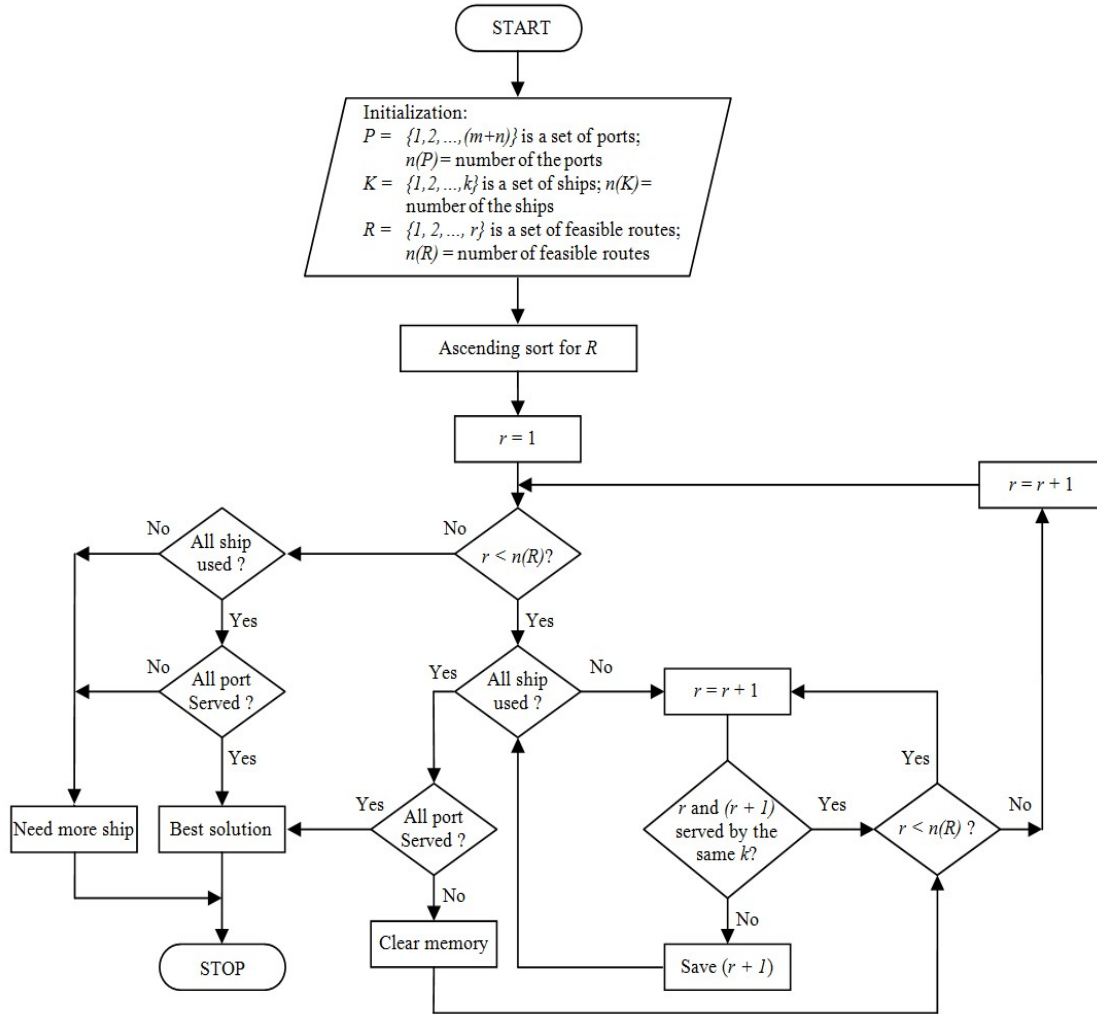 START
Initialization:
P = {1,2,...,(m+n)} is a set of ports;
n(P)= number of the ports
K = {1,2,...,k} is a set of ships; n(K)=
number of the ships
R = {1, 2, ..., r} is a set of feasible routes;
n(R) = number of feasible routes
Ascending sort for R
r = 1
r = r + 1
No
All ship
used ?
No
r < n(R)?
Yes
Yes
No
All port
Served ?
Yes
All ship
used ?
No
r = r + 1
Yes
Yes
Need more ship
Best solution
Yes
All port
Served ?
r and (r + 1)
served by the
same k?
Yes
r < n(R) ?
No
No
No
Clear memory
Save (r + 1)
STOP